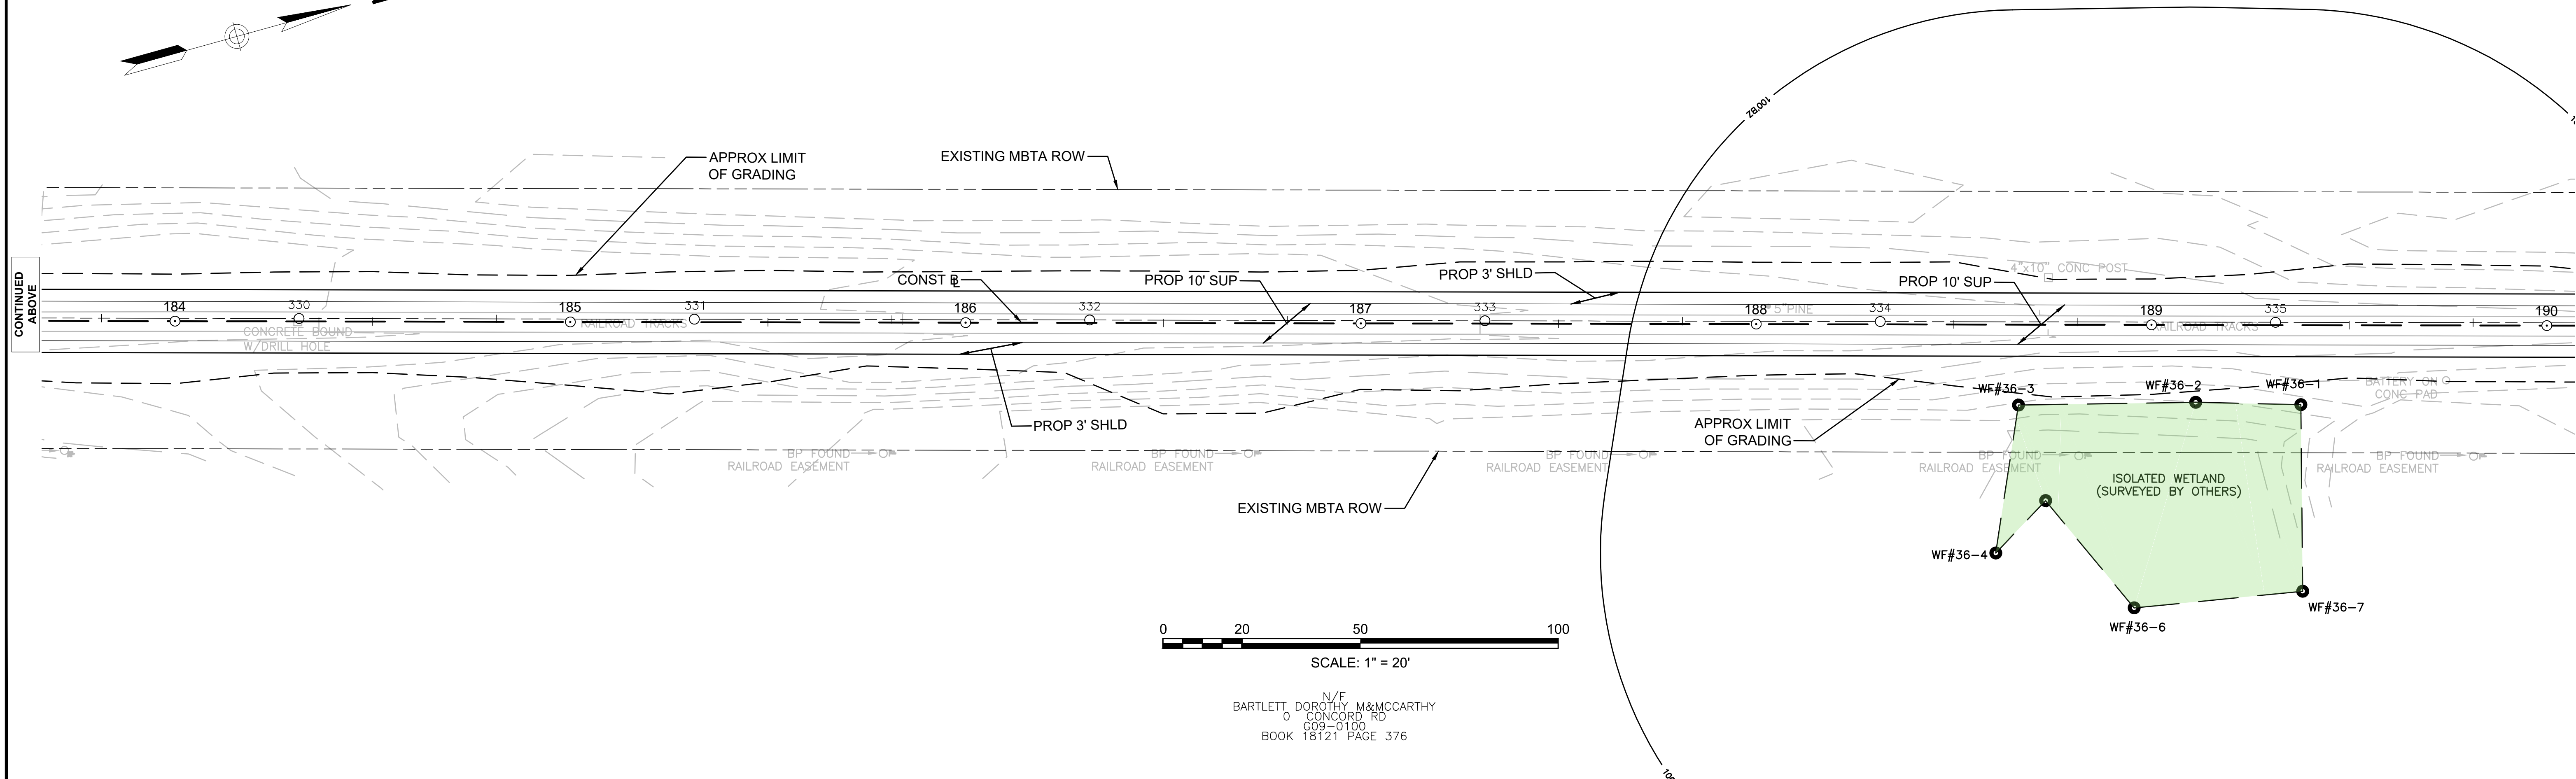 100'BZ
APPROX LIMIT
OF GRADING
EXISTING MBTA ROW
CONTINUED
ABOVE
CONST BL
PROP 10' SUP
PROP 3' SHLD
PROP 10' SUP
4"x10" CONC POST
184
330
185
331
186
332
187
333
188
5"PINE
334
189
335
190
RAILROAD TRACKS
RAILROAD TRACKS
CONCRETE BOUND
W/DRILL HOLE
WF#36-3
WF#36-2
WF#36-1
BATTERY ON
CONC PAD
PROP 3' SHLD
APPROX LIMIT
OF GRADING
BP FOUND
RAILROAD EASEMENT
BP FOUND
RAILROAD EASEMENT
BP FOUND
RAILROAD EASEMENT
BP FOUND
RAILROAD EASEMENT
BP FOUND
RAILROAD EASEMENT
ISOLATED WETLAND
(SURVEYED BY OTHERS)
EXISTING MBTA ROW
WF#36-4
WF#36-7
WF#36-6
0 20 50 100
SCALE: 1" = 20'
N/F
BARTLETT DOROTHY M&MCCARTHY
0 CONCORD RD
G09-0100
BOOK 18121 PAGE 376